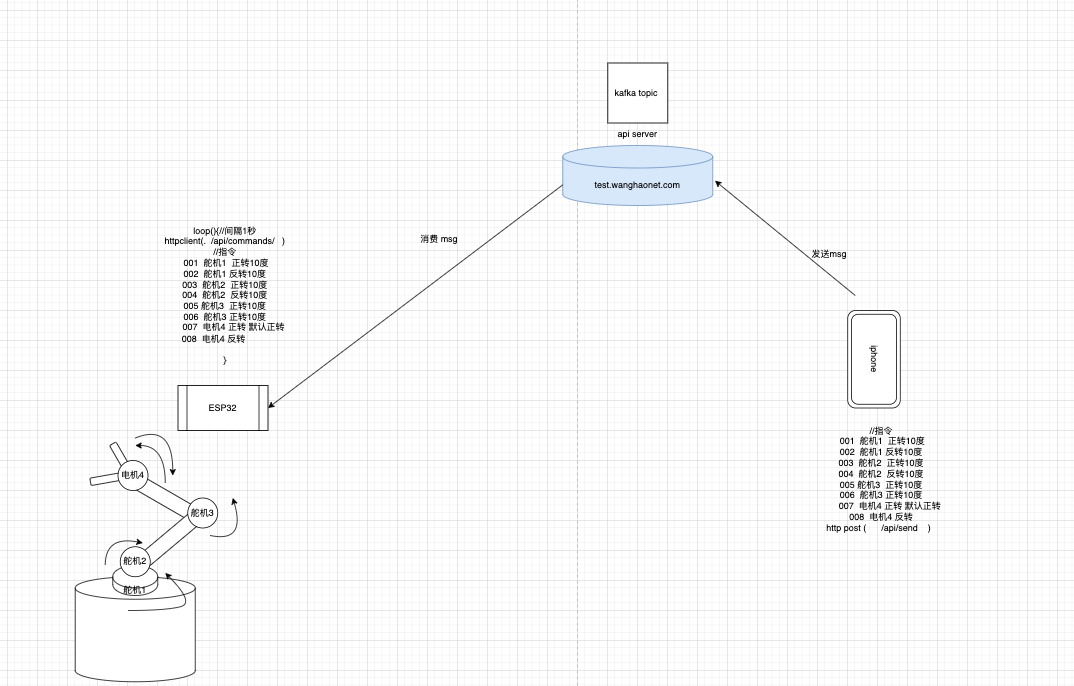 kafka topic
api server
test.wanghaonet.com
消费 msg
发送msg
loop(){//间隔1秒
httpclient(. /api/commands/ )
//指令
001 舵机1 正转10度
002 舵机1 反转10度
003 舵机2 正转10度
004 舵机2 反转10度
005 舵机3 正转10度
006 舵机3 正转10度
007 电机4 正转 默认正转
008 电机4 反转
}
ESP32
电机4
舵机3
舵机2
舵机1
iphone
//指令
001 舵机1 正转10度
002 舵机1 反转10度
003 舵机2 正转10度
004 舵机2 反转10度
005 舵机3 正转10度
006 舵机3 正转10度
007 电机4 正转 默认正转
008 电机4 反转
http post ( /api/send )